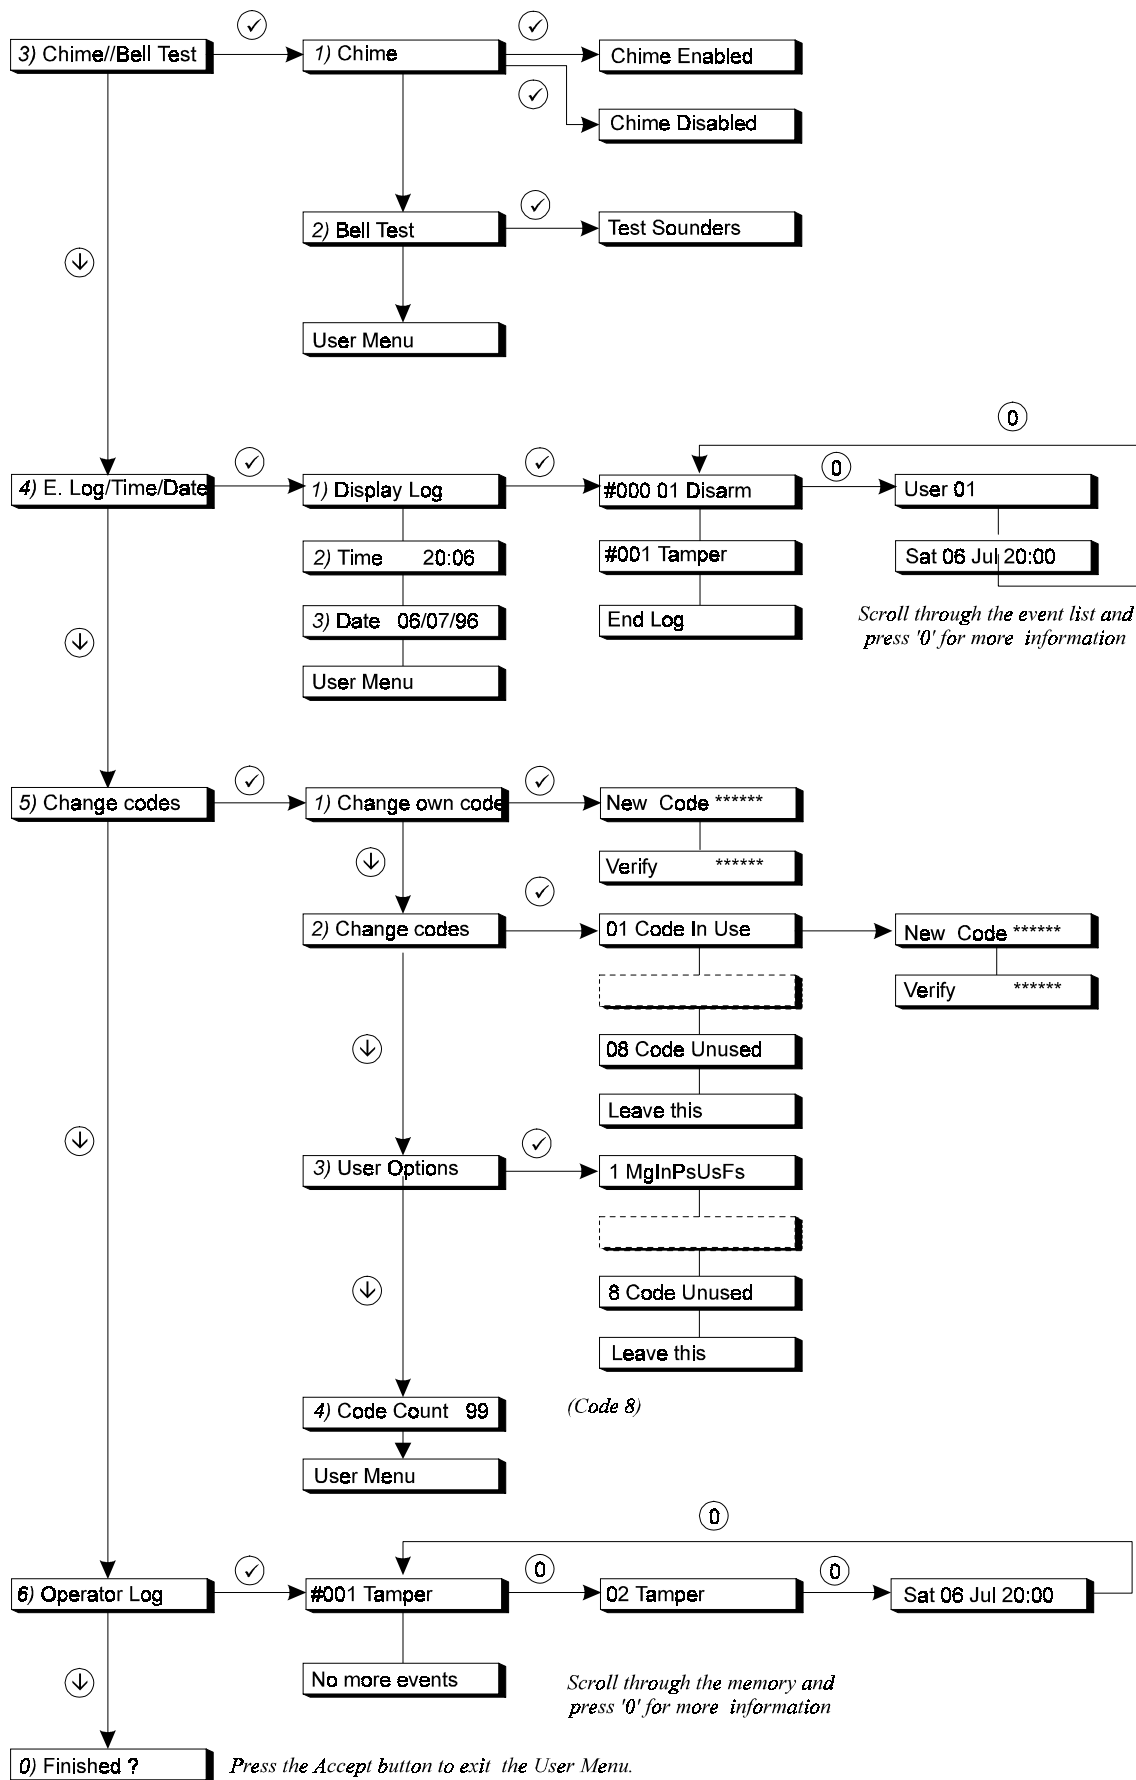 3) Chime//Bell Test
1) Chime
Chime Enabled
Chime Disabled
2) Bell Test
Test Sounders
User Menu
0
4) E. Log/Time/Date
1) Display Log
#000 01 Disarm
0
User 01
2) Time 20:06
#001 Tamper
Sat 06 Jul 20:00
3) Date 06/07/96
End Log
Scroll through the event list and
press '0' for more information
User Menu
5) Change codes
1) Change own code
New Code ******
Verify ******
2) Change codes
01 Code In Use
New Code ******
Verify ******
08 Code Unused
Leave this
3) User Options
1 MgInPsUsFs
8 Code Unused
Leave this
4) Code Count 99
(Code 8)
User Menu
0
6) Operator Log
#001 Tamper
0
02 Tamper
0
Sat 06 Jul 20:00
No more events
Scroll through the memory and
press '0' for more information
0) Finished ?
Press the Accept button to exit the User Menu.